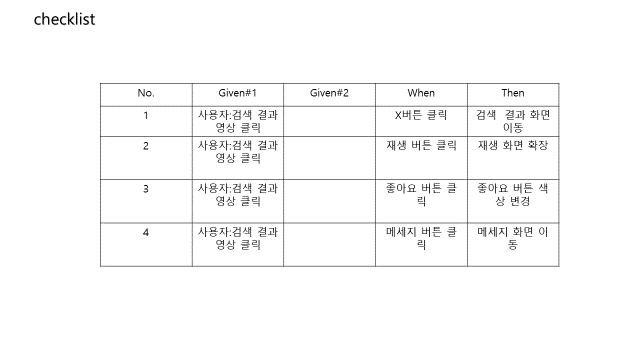 checklist
No. Given#1 Given#2 When Then
1 사용자:검색 결과 X버튼 클릭 검색 결과 화면
영상 클릭 이동
2 사용자:검색 결과 재생 버튼 클릭 재생 화면 확장
영상 클릭
3 사용자:검색 결과 좋아요 버튼 클 좋아요 버튼 색
영상 클릭 릭 상 변경
4 사용자:검색 결과 메세지 버튼 클 메세지 화면 이
영상 클릭 릭 동